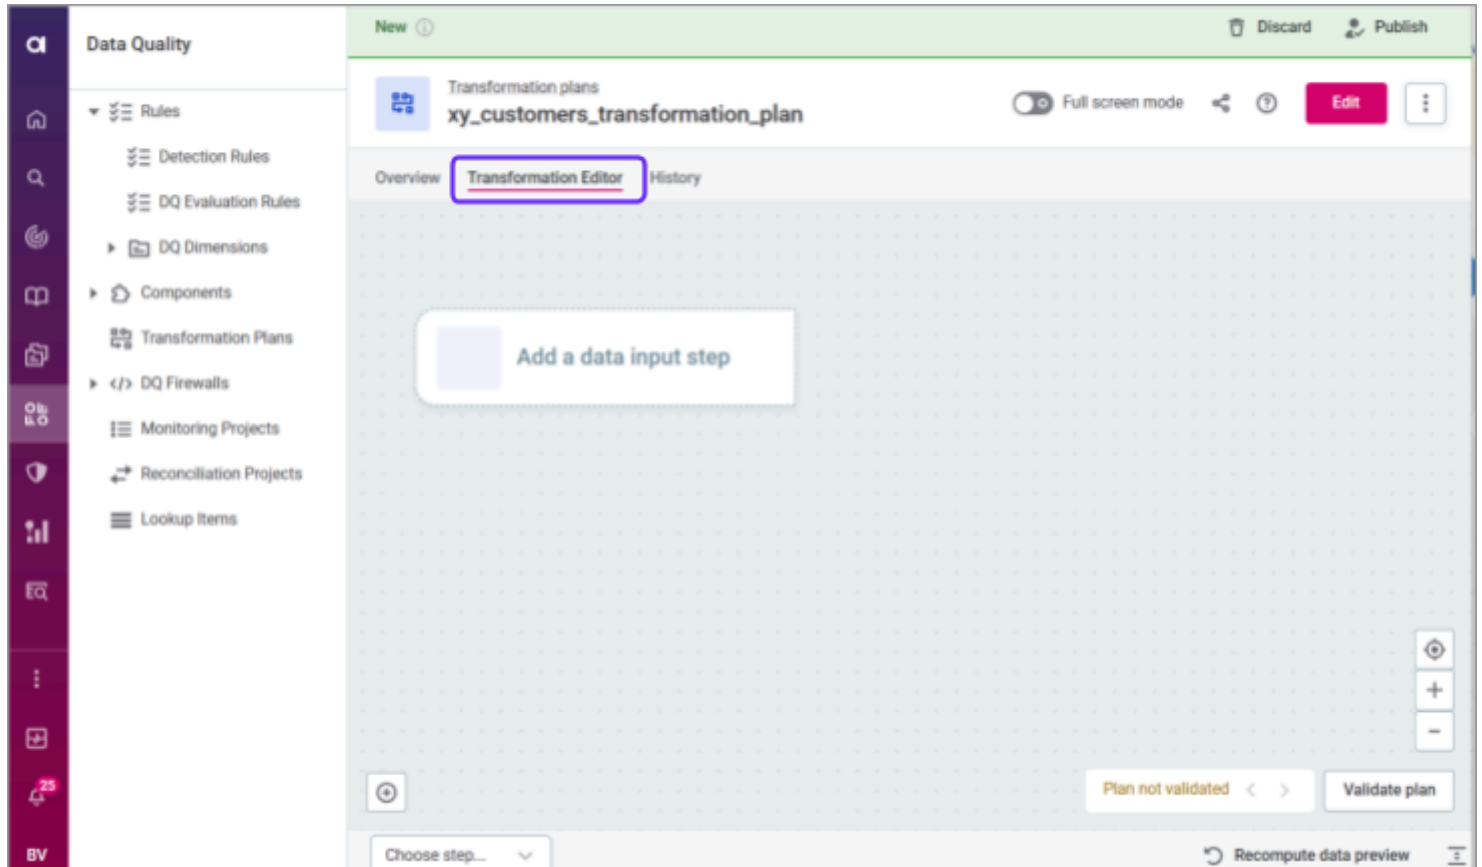 Data Quality
Rules
Detection Rules
DQ Evaluation Rules
DQ Dimensions
Components
Transformation Plans
DQ Firewalls
Monitoring Projects
Reconciliation Projects
Lookup Items
25
BV
New
Discard
Publish
Transformation plans
xy_customers_transformation_plan
Full screen mode
Edit
Overview
Transformation Editor
History
Add a data input step
Plan not validated
Validate plan
Choose step...
Recompute data preview